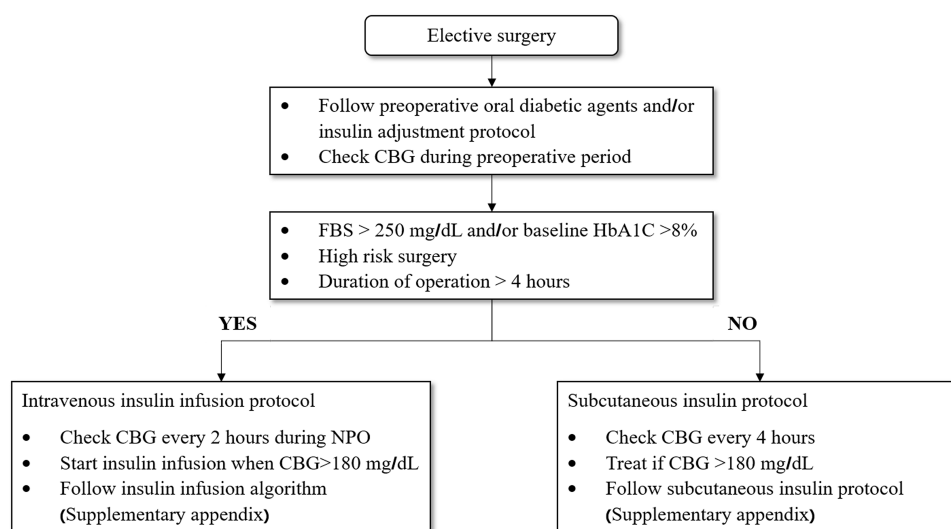 Elective surgery
• Follow preoperative oral diabetic agents and/or
insulin adjustment protocol
• Check CBG during preoperative period
• FBS > 250 mg/dL and/or baseline HbA1C >8%
• High risk surgery
• Duration of operation > 4 hours
YES
NO
Intravenous insulin infusion protocol
• Check CBG every 2 hours during NPO
• Start insulin infusion when CBG>180 mg/dL
• Follow insulin infusion algorithm
(Supplementary appendix)
Subcutaneous insulin protocol
• Check CBG every 4 hours
• Treat if CBG >180 mg/dL
• Follow subcutaneous insulin protocol
(Supplementary appendix)